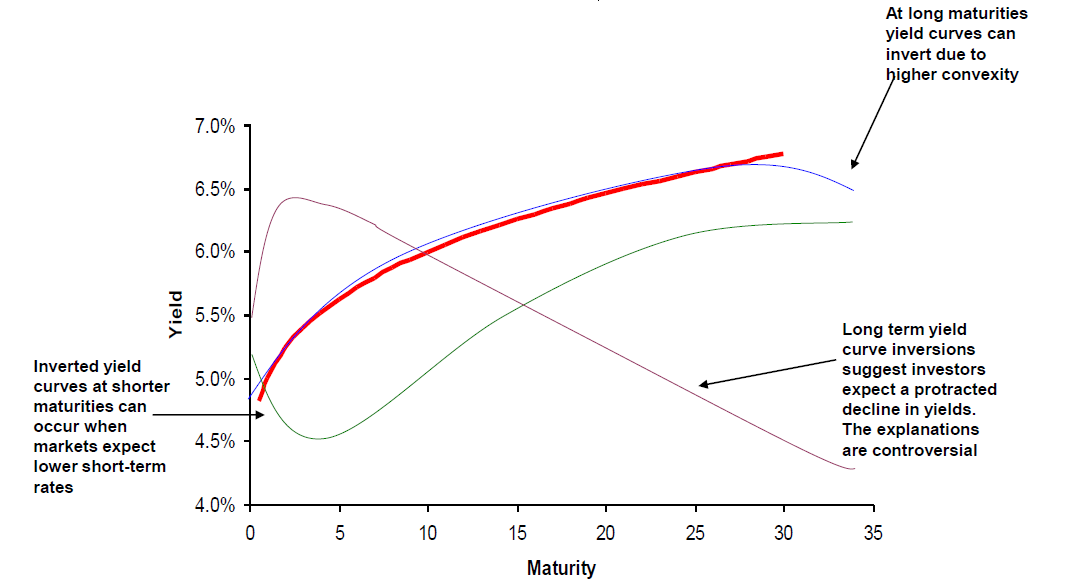 At long maturities
yield curves can
invert due to
higher convexity
7.0%
6.5%
6.0%
5.5%
5.0%
4.5%
4.0%
Yield
Inverted yield
curves at shorter
maturities can
occur when
markets expect
lower short-term
rates
Long term yield
curve inversions
suggest investors
expect a protracted
decline in yields.
The explanations
are controversial
0 5 10 15 20 25 30 35
Maturity